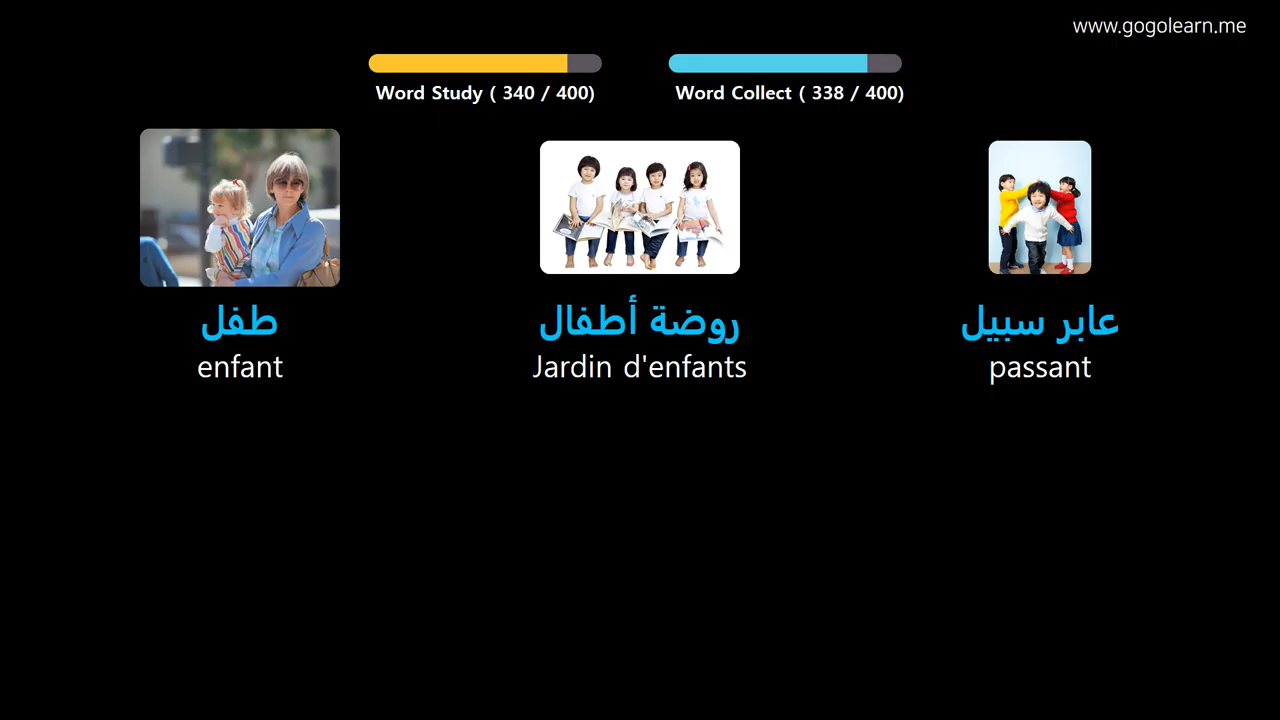 www.gogolearn.me
Word Study ( 340 / 400)
Word Collect ( 338 / 400)
طفل
enfant
روضة أطفال
Jardin d'enfants
عابر سبيل
passant